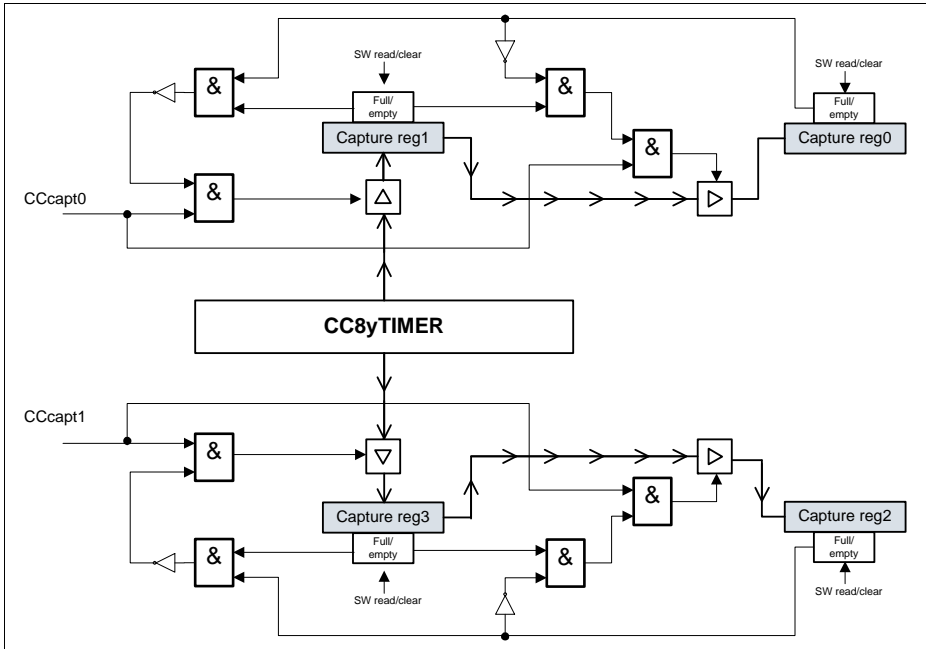 SW read/clear
SW read/clear
&
&
Full/
empty
Full/
empty
Capture reg1
Capture reg0
&
&
CCcapt0
CC8yTIMER
CCcapt1
&
&
Capture reg3
Capture reg2
Full/
empty
Full/
empty
&
&
SW read/clear
SW read/clear